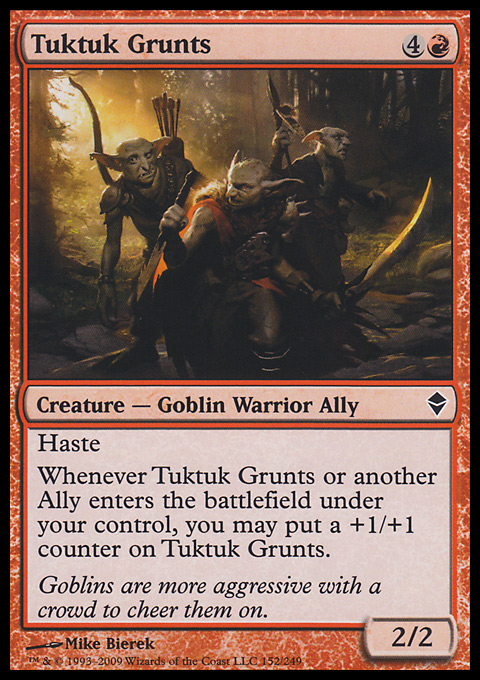 Tuktuk Grunts 4
Creature — Goblin Warrior Ally
Haste
Whenever Tuktuk Grunts or another
Ally enters the battlefield under
your control, you may put a +1/+1
counter on Tuktuk Grunts.
Goblins are more aggressive with a
crowd to cheer them on.
Mike Bierek
™ & © 1993–2009 Wizards of the Coast LLC 152/249
2/2